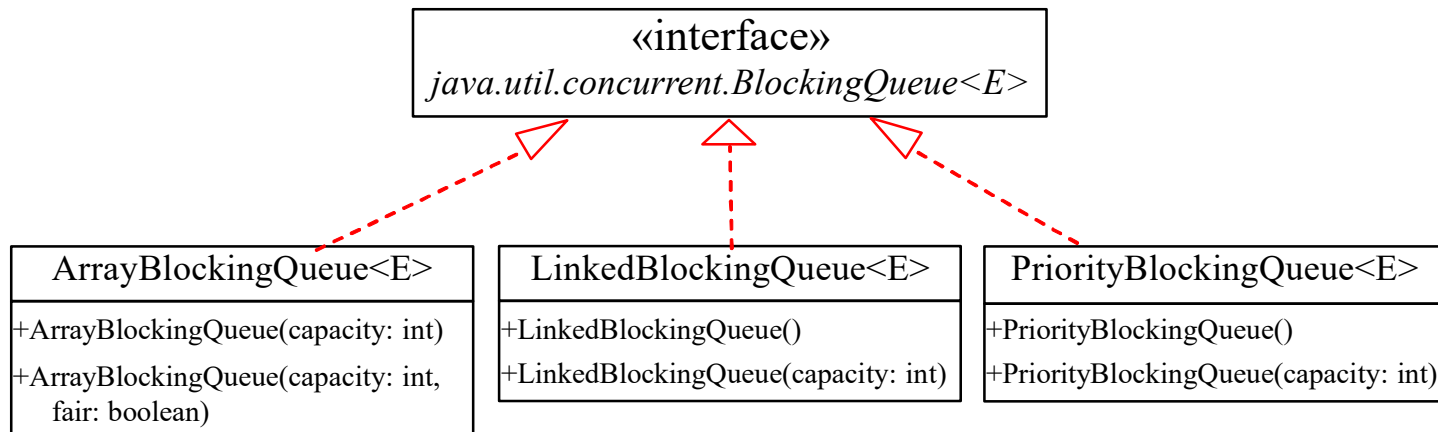 «interface»
java.util.concurrent.BlockingQueue<E>
ArrayBlockingQueue<E>
+ArrayBlockingQueue(capacity: int)
+ArrayBlockingQueue(capacity: int,
fair: boolean)
LinkedBlockingQueue<E>
+LinkedBlockingQueue()
+LinkedBlockingQueue(capacity: int)
PriorityBlockingQueue<E>
+PriorityBlockingQueue()
+PriorityBlockingQueue(capacity: int)